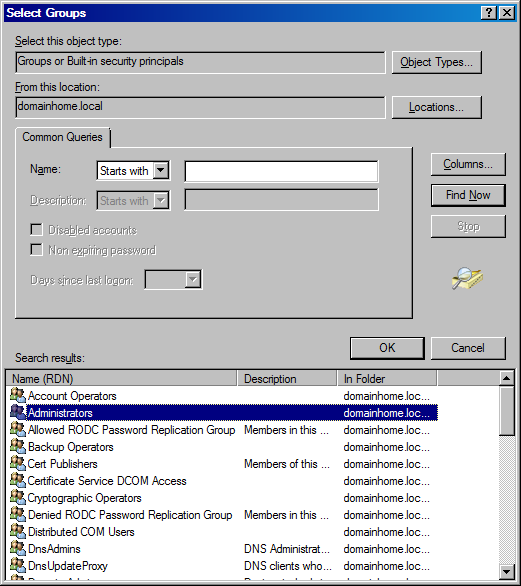 Select Groups
Select this object type:
Groups or Built-in security principals
Object Types...
From this location:
domainhome.local
Locations...
Common Queries
Name:
Starts with
Columns...
Description:
Starts with
Find Now
Disabled accounts
Stop
Non expiring password
Days since last logon:
OK
Cancel
Search results:
Name (RDN) Description In Folder
Account Operators domainhome.loc...
Administrators domainhome.loc...
Allowed RODC Password Replication Group Members in this ... domainhome.loc...
Backup Operators domainhome.loc...
Cert Publishers Members of this ... domainhome.loc...
Certificate Service DCOM Access domainhome.loc...
Cryptographic Operators domainhome.loc...
Denied RODC Password Replication Group Members in this ... domainhome.loc...
Distributed COM Users domainhome.loc...
DnsAdmins DNS Administrat... domainhome.loc...
DnsUpdateProxy DNS clients who... domainhome.loc...